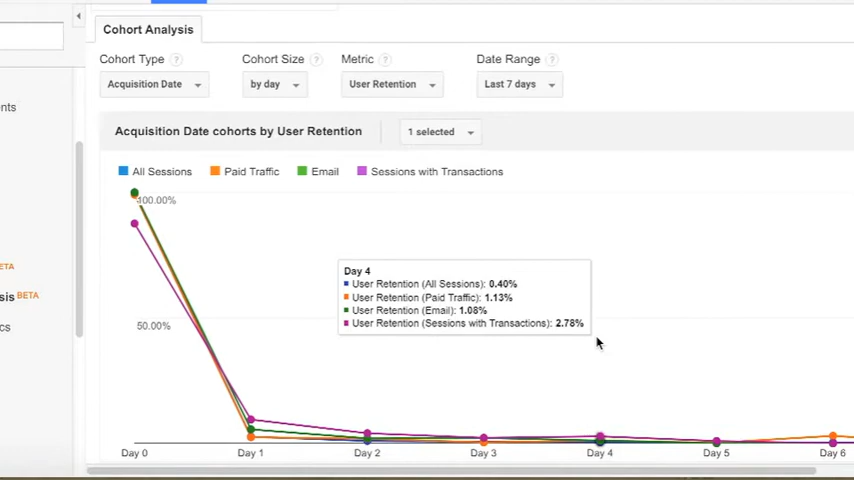 Cohort Analysis
Cohort Type ? Cohort Size ? Metric ? Date Range ?
Acquisition Date by day User Retention Last 7 days
nts
Acquisition Date cohorts by User Retention 1 selected
All Sessions Paid Traffic Email Sessions with Transactions
100.00%
ETA
Day 4
User Retention (All Sessions): 0.40%
sis BETA
User Retention (Paid Traffic): 1.13%
User Retention (Email): 1.08%
cs
50.00%
User Retention (Sessions with Transactions): 2.78%
Day 0 Day 1 Day 2 Day 3 Day 4 Day 5 Day 6